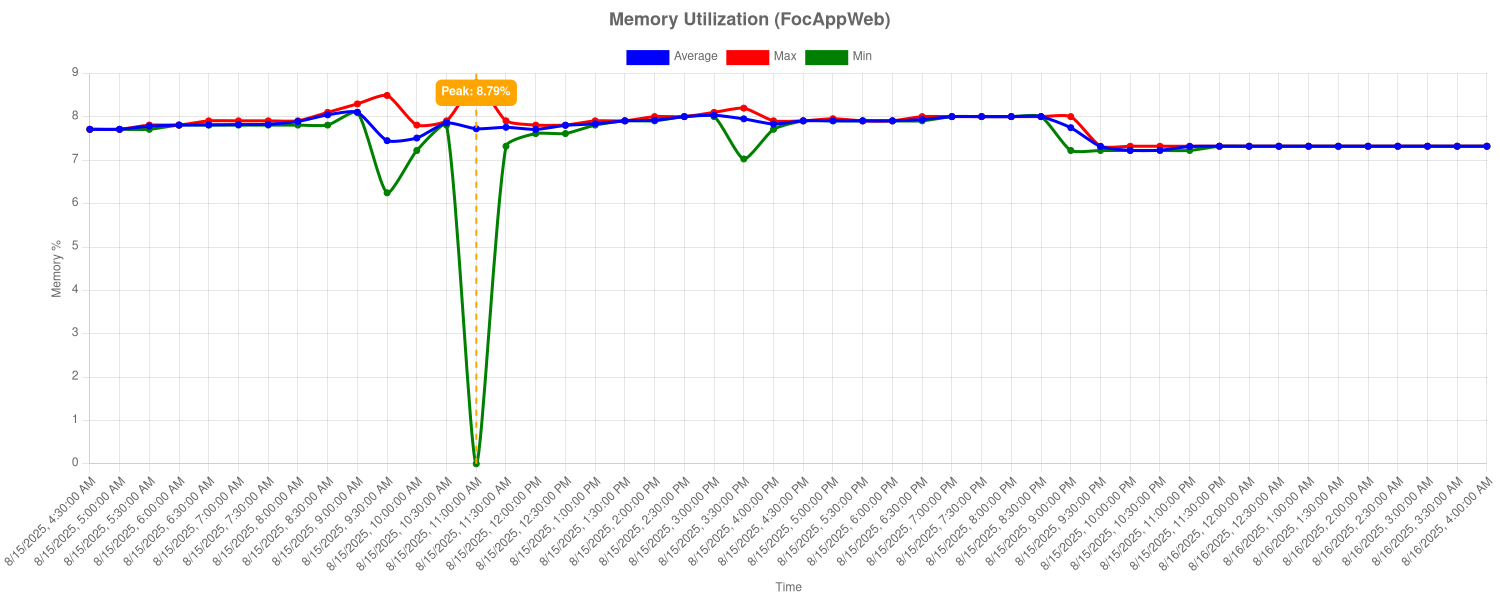 Memory Utilization (FocAppWeb)
Average Max Min
Peak: 8.79%
9
8
7
6
5
4
3
2
1
0
Memory %
8/15/2025, 4:30:00 AM
8/15/2025, 5:00:00 AM
8/15/2025, 5:30:00 AM
8/15/2025, 6:00:00 AM
8/15/2025, 6:30:00 AM
8/15/2025, 7:00:00 AM
8/15/2025, 7:30:00 AM
8/15/2025, 8:00:00 AM
8/15/2025, 8:30:00 AM
8/15/2025, 9:00:00 AM
8/15/2025, 9:30:00 AM
8/15/2025, 10:00:00 AM
8/15/2025, 10:30:00 AM
8/15/2025, 11:00:00 AM
8/15/2025, 11:30:00 AM
8/15/2025, 12:00:00 PM
8/15/2025, 12:30:00 PM
8/15/2025, 1:00:00 PM
8/15/2025, 1:30:00 PM
8/15/2025, 2:00:00 PM
8/15/2025, 2:30:00 PM
8/15/2025, 3:00:00 PM
8/15/2025, 3:30:00 PM
8/15/2025, 4:00:00 PM
8/15/2025, 4:30:00 PM
8/15/2025, 5:00:00 PM
8/15/2025, 5:30:00 PM
8/15/2025, 6:00:00 PM
8/15/2025, 6:30:00 PM
8/15/2025, 7:00:00 PM
8/15/2025, 7:30:00 PM
8/15/2025, 8:00:00 PM
8/15/2025, 8:30:00 PM
8/15/2025, 9:00:00 PM
8/15/2025, 9:30:00 PM
8/15/2025, 10:00:00 PM
8/15/2025, 10:30:00 PM
8/15/2025, 11:00:00 PM
8/15/2025, 11:30:00 PM
8/16/2025, 12:00:00 AM
8/16/2025, 12:30:00 AM
8/16/2025, 1:00:00 AM
8/16/2025, 1:30:00 AM
8/16/2025, 2:00:00 AM
8/16/2025, 2:30:00 AM
8/16/2025, 3:00:00 AM
8/16/2025, 3:30:00 AM
8/16/2025, 4:00:00 AM
Time